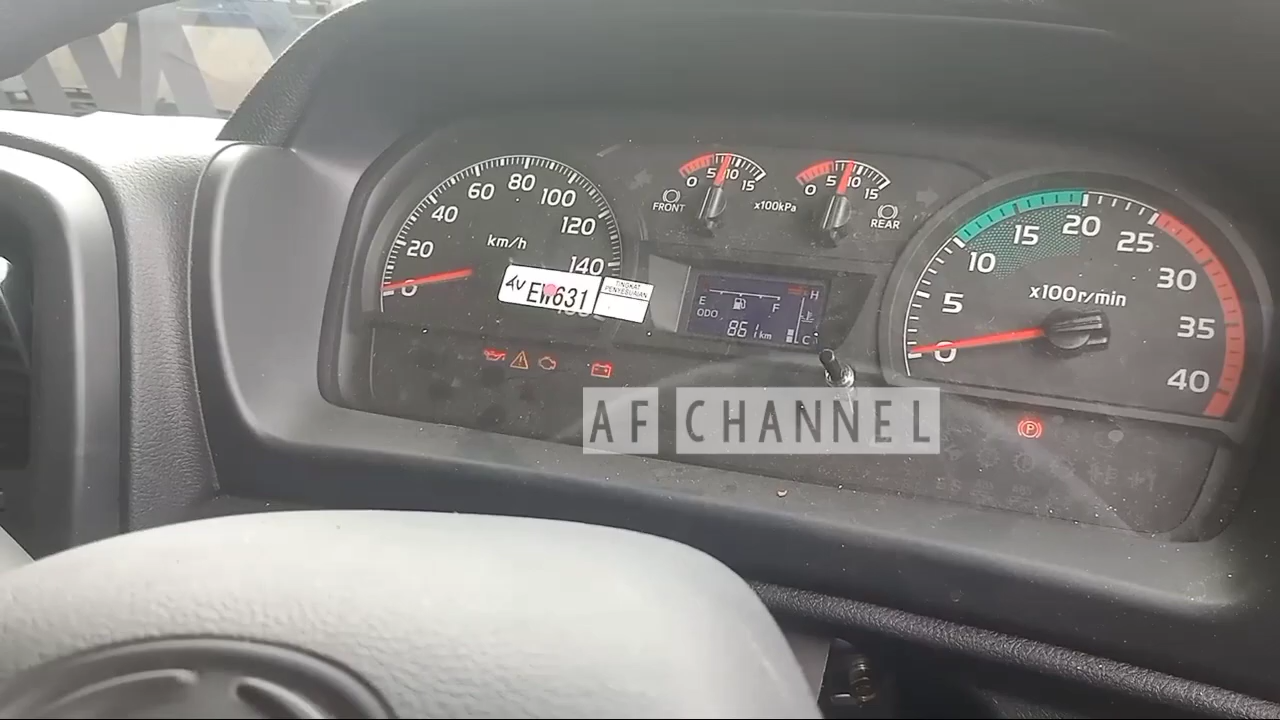 0
20
40
60
80
100
120
140
km/h
EW631
TINGKAT
PENYESUAIAN
0 5 10 15
FRONT
x100kPa
0 5 10 15
REAR
E
F
H
C
ODO
861 km
0
5
10
15
20
25
30
35
40
x100r/min
P
AF CHANNEL